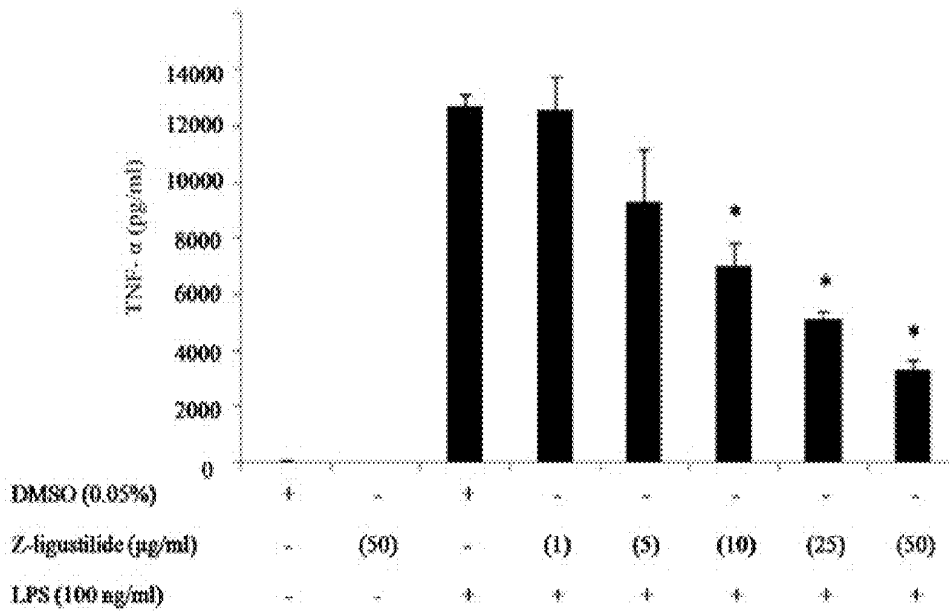 14000
12000
10000
8000
6000
4000
2000
0
TNF- α (pg/ml)
* * *
DMSO (0.05%) + - + - - - - -
Z-ligustilide (µg/ml) - (50) - (1) (5) (10) (25) (50)
LPS (100 ng/ml) - - + + + + + +